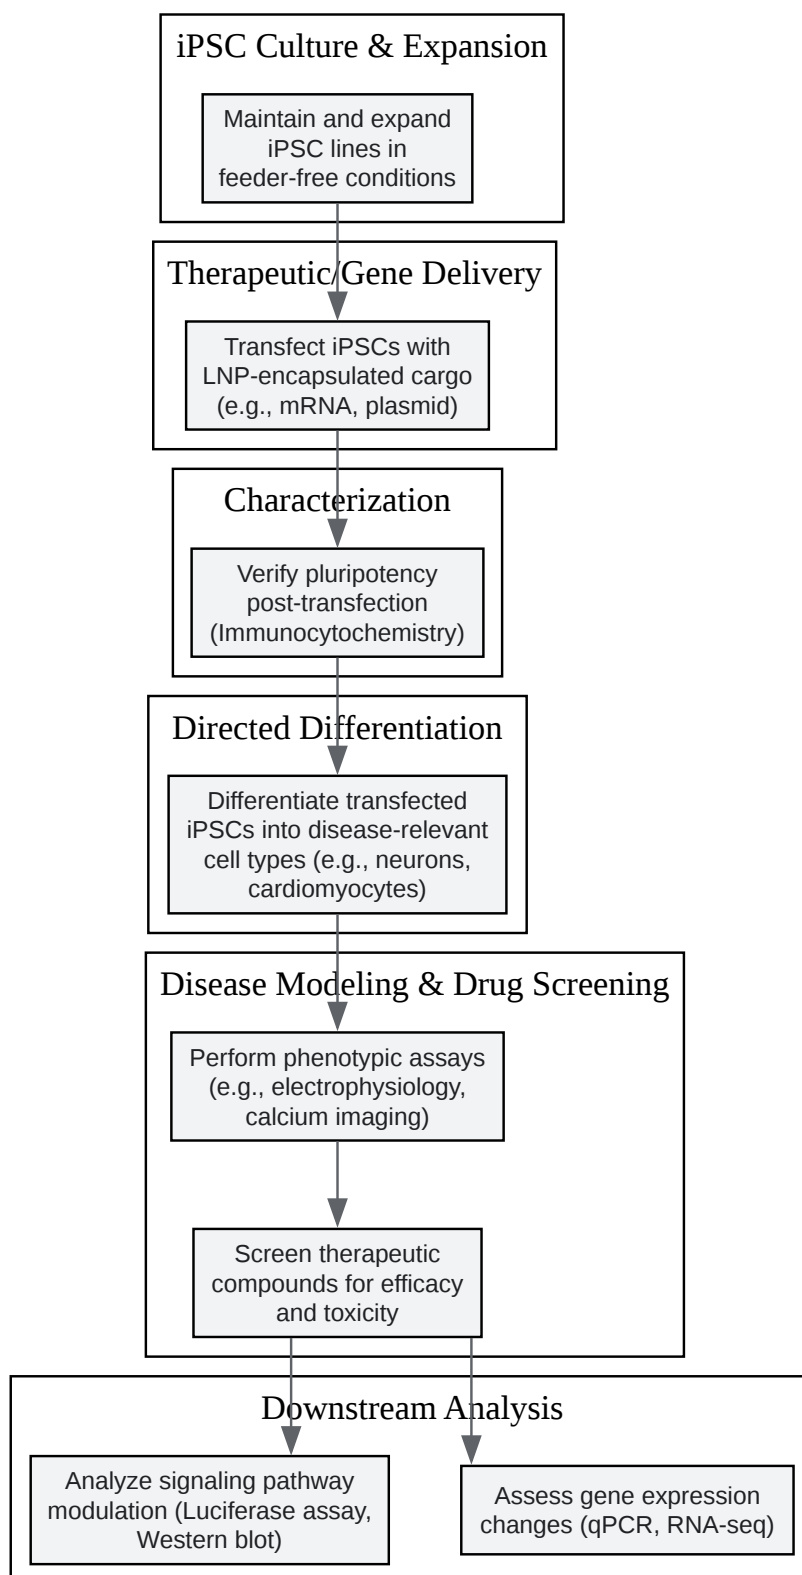 iPSC Culture & Expansion
Maintain and expand
iPSC lines in
feeder-free conditions
Therapeutic/Gene Delivery
Transfect iPSCs with
LNP-encapsulated cargo
(e.g., mRNA, plasmid)
Characterization
Verify pluripotency
post-transfection
(Immunocytochemistry)
Directed Differentiation
Differentiate transfected
iPSCs into disease-relevant
cell types (e.g., neurons,
cardiomyocytes)
Disease Modeling & Drug Screening
Perform phenotypic assays
(e.g., electrophysiology,
calcium imaging)
Screen therapeutic
compounds for efficacy
and toxicity
Downstream Analysis
Analyze signaling pathway
modulation (Luciferase assay,
Western blot)
Assess gene expression
changes (qPCR, RNA-seq)